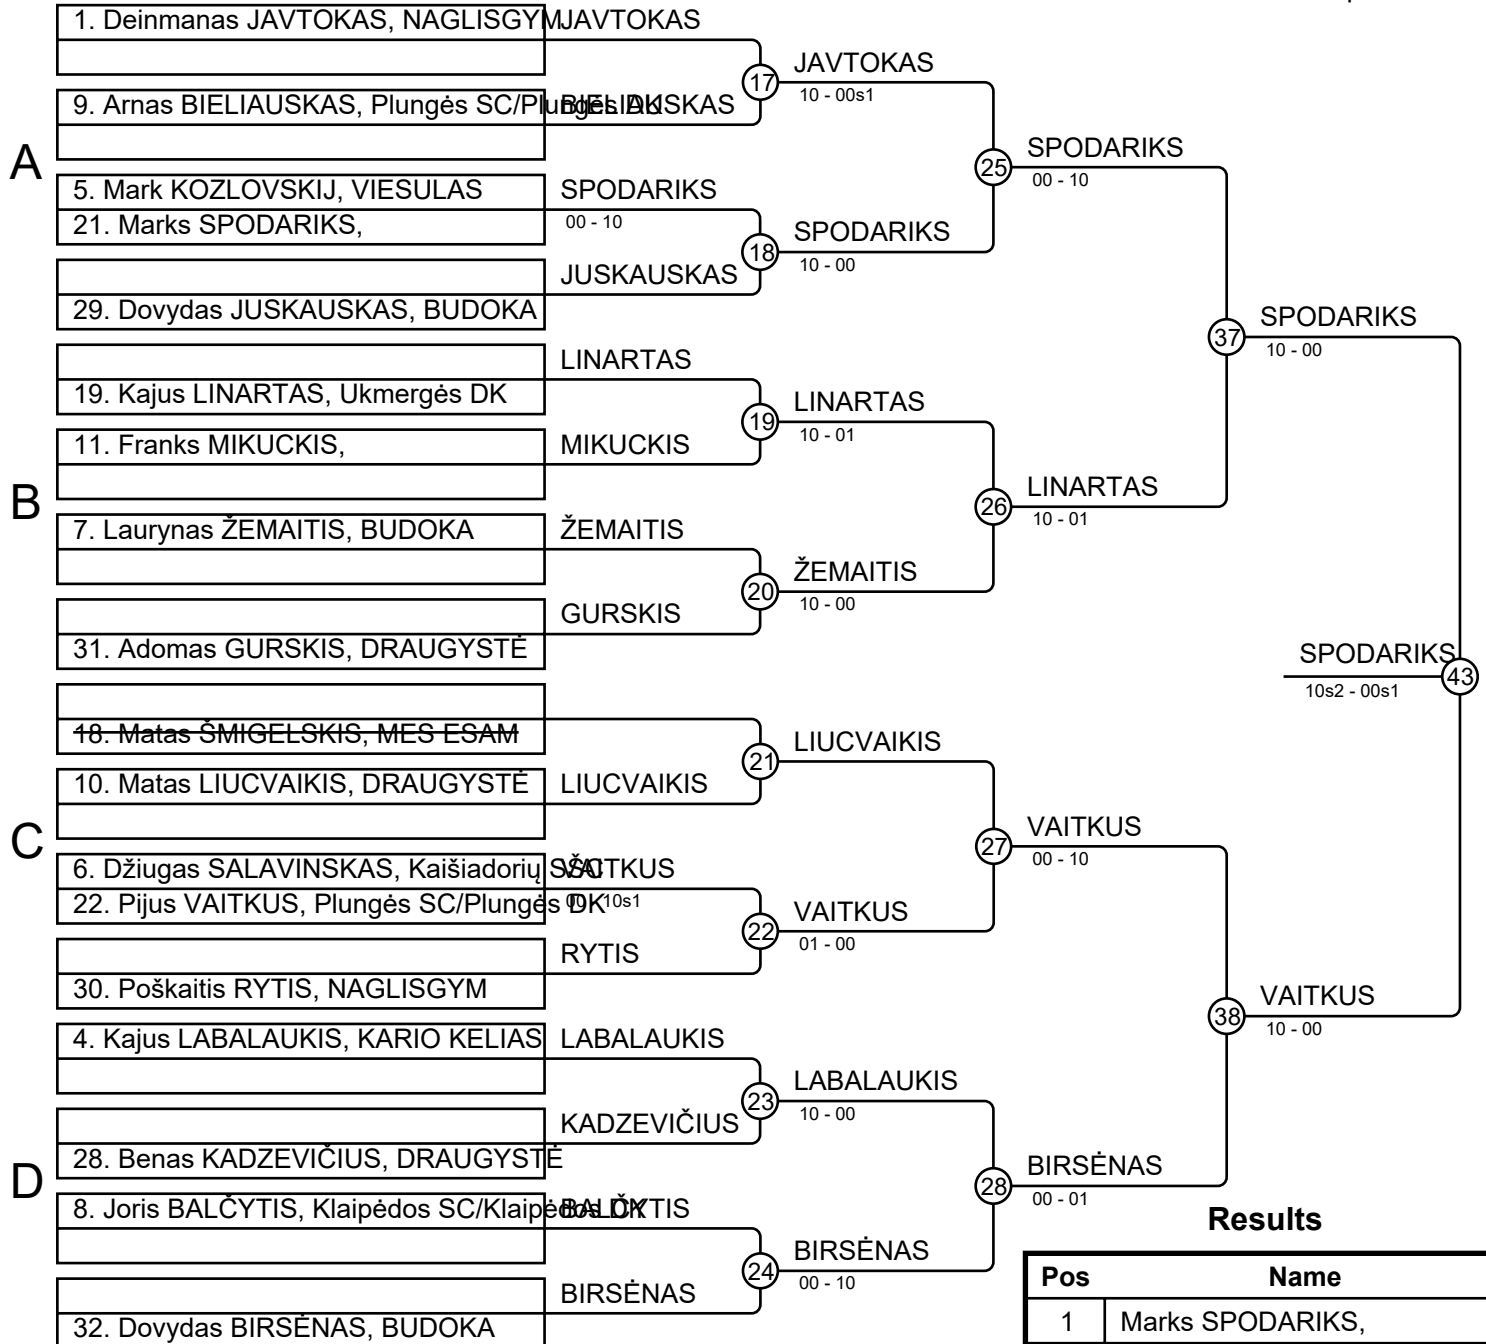 1. Deinmanas JAVTOKAS, NAGLISGYM
JAVTOKAS
17
JAVTOKAS
10 - 00s1
9. Arnas BIELIAUSKAS, Plungės SC/Plungės DK
BIELIAUSKAS
A
25
SPODARIKS
00 - 10
5. Mark KOZLOVSKIJ, VIESULAS
21. Marks SPODARIKS,
SPODARIKS
00 - 10
18
SPODARIKS
10 - 00
JUSKAUSKAS
29. Dovydas JUSKAUSKAS, BUDOKA
37
SPODARIKS
10 - 00
LINARTAS
19. Kajus LINARTAS, Ukmergės DK
19
LINARTAS
10 - 01
11. Franks MIKUCKIS,
MIKUCKIS
B
26
LINARTAS
10 - 01
7. Laurynas ŽEMAITIS, BUDOKA
ŽEMAITIS
20
ŽEMAITIS
10 - 00
GURSKIS
31. Adomas GURSKIS, DRAUGYSTĖ
SPODARIKS
43
10s2 - 00s1
18. Matas ŠMIGELSKIS, MES ESAM
21
LIUCVAIKIS
10. Matas LIUCVAIKIS, DRAUGYSTĖ
LIUCVAIKIS
C
27
VAITKUS
00 - 10
6. Džiugas SALAVINSKAS, Kaišiadorių SŠC
VAITKUS
22. Pijus VAITKUS, Plungės SC/Plungės DK
00 - 10s1
22
VAITKUS
01 - 00
RYTIS
30. Poškaitis RYTIS, NAGLISGYM
38
VAITKUS
10 - 00
4. Kajus LABALAUKIS, KARIO KELIAS
LABALAUKIS
23
LABALAUKIS
10 - 00
KADZEVIČIUS
28. Benas KADZEVIČIUS, DRAUGYSTĖ
D
28
BIRSĖNAS
00 - 01
8. Joris BALČYTIS, Klaipėdos SC/Klaipėdos DK
BALČYTIS
24
BIRSĖNAS
00 - 10
BIRSĖNAS
32. Dovydas BIRSĖNAS, BUDOKA
Results
Pos Name
1 Marks SPODARIKS,